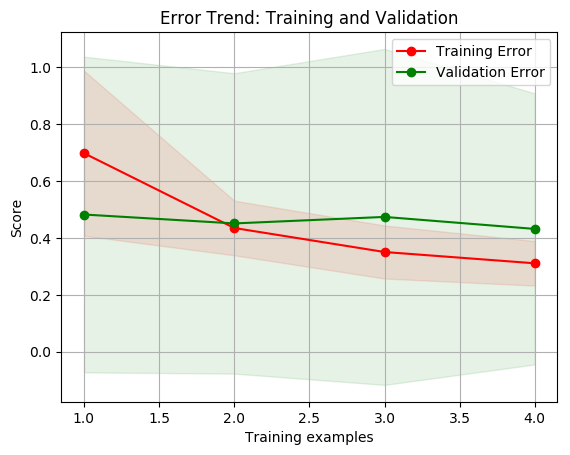 Error Trend: Training and Validation
Training Error
Validation Error
Score
1.0
0.8
0.6
0.4
0.2
0.0
1.0 1.5 2.0 2.5 3.0 3.5 4.0
Training examples